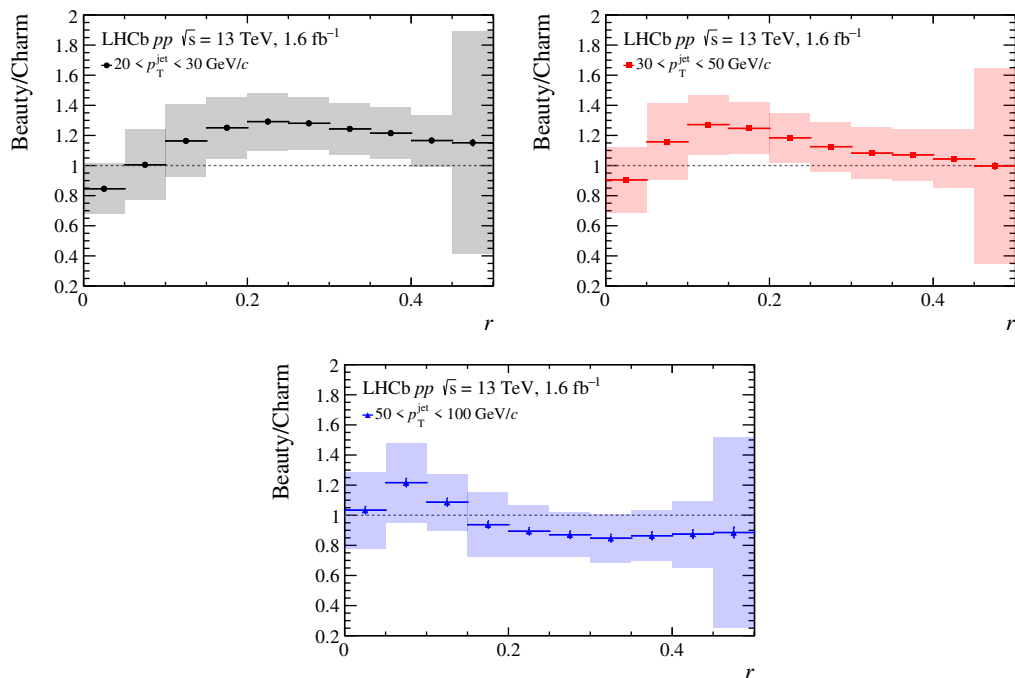 Beauty/Charm
2
1.8
1.6
1.4
1.2
1
0.8
0.6
0.4
0.2
LHCb pp √s = 13 TeV, 1.6 fb⁻¹
20 < p_T^jet < 30 GeV/c
0 0.2 0.4
r
Beauty/Charm
2
1.8
1.6
1.4
1.2
1
0.8
0.6
0.4
0.2
LHCb pp √s = 13 TeV, 1.6 fb⁻¹
30 < p_T^jet < 50 GeV/c
0 0.2 0.4
r
Beauty/Charm
2
1.8
1.6
1.4
1.2
1
0.8
0.6
0.4
0.2
LHCb pp √s = 13 TeV, 1.6 fb⁻¹
50 < p_T^jet < 100 GeV/c
0 0.2 0.4
r